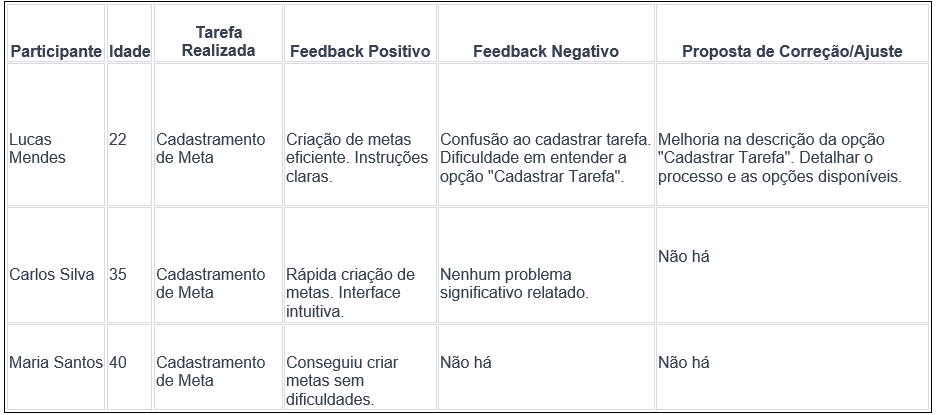 Participante Idade Tarefa Realizada Feedback Positivo Feedback Negativo Proposta de Correção/Ajuste
Lucas Mendes
22
Cadastramento de Meta
Criação de metas
eficiente. Instruções
claras.
Confusão ao cadastrar tarefa.
Dificuldade em entender a
opção "Cadastrar Tarefa".
Melhoria na descrição da opção
"Cadastrar Tarefa". Detalhar o
processo e as opções disponíveis.
Carlos Silva
35
Cadastramento
de Meta
Rápida criação de
metas. Interface
intuitiva.
Nenhum problema
significativo relatado.
Não há
Maria Santos
40
Cadastramento
de Meta
Conseguiu criar
metas sem
dificuldades.
Não há
Não há